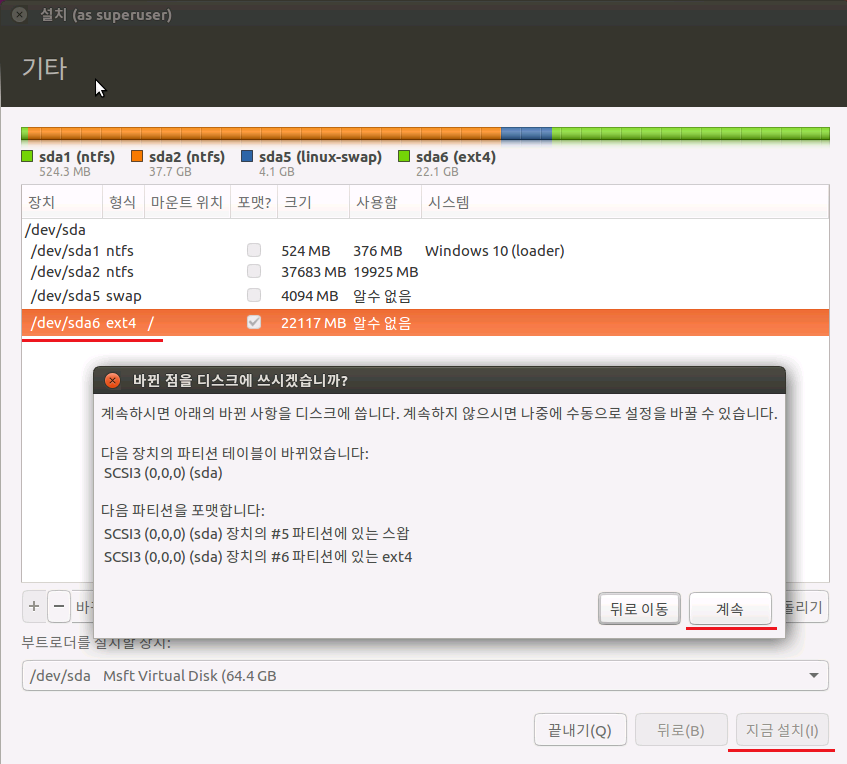 설치 (as superuser)
기타
sda1 (ntfs) sda2 (ntfs) sda5 (linux-swap) sda6 (ext4)
524.3 MB 37.7 GB 4.1 GB 22.1 GB
장치 형식 마운트 위치 포맷? 크기 사용함 시스템
/dev/sda
/dev/sda1 ntfs 524 MB 376 MB Windows 10 (loader)
/dev/sda2 ntfs 37683 MB 19925 MB
/dev/sda5 swap 4094 MB 알수 없음
/dev/sda6 ext4 / 22117 MB 알수 없음
바뀐 점을 디스크에 쓰시겠습니까?
계속하시면 아래의 바뀐 사항을 디스크에 씁니다. 계속하지 않으시면 나중에 수동으로 설정을 바꿀 수 있습니다.
다음 장치의 파티션 테이블이 바뀌었습니다:
SCSI3 (0,0,0) (sda)
다음 파티션을 포맷합니다:
SCSI3 (0,0,0) (sda) 장치의 #5 파티션에 있는 스왑
SCSI3 (0,0,0) (sda) 장치의 #6 파티션에 있는 ext4
뒤로 이동 계속
+ −
부트로더를 설치할 장치:
/dev/sda Msft Virtual Disk (64.4 GB
끝내기(Q) 뒤로(B) 지금 설치(I)